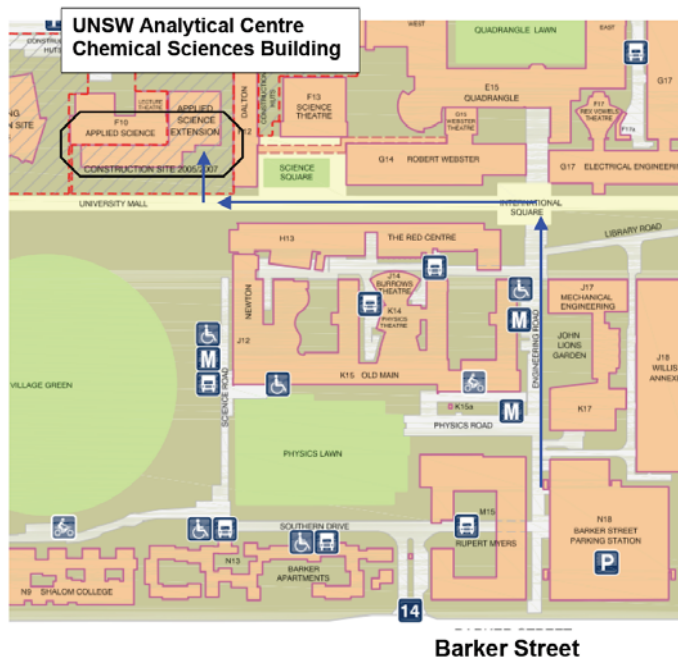 UNSW Analytical Centre
Chemical Sciences Building
WEST
QUADRANGLE LAWN
EAST
G17
E15
QUADRANGLE
F13
SCIENCE
THEATRE
CONSTRUCTION
HUTS
DALTON
LECTURE
THEATRE
F10
APPLIED SCIENCE
APPLIED
SCIENCE
EXTENSION
G15
WEBSTER
THEATRE
F17
REX VOWELS
THEATRE
F17a
G14 ROBERT WEBSTER
G17 ELECTRICAL ENGINEERING
CONSTRUCTION SITE 2005/2007
SCIENCE
SQUARE
UNIVERSITY MALL
INTERNATIONAL
SQUARE
LIBRARY ROAD
H13
THE RED CENTRE
J14
BURROWS
THEATRE
K14
PHYSICS
THEATRE
NEWTON
J12
J17
MECHANICAL
ENGINEERING
JOHN
LIONS
GARDEN
J18
WILLIS
ANNEXE
ENGINEERING ROAD
M
M
VILLAGE GREEN
SCIENCE ROAD
K15 OLD MAIN
K15a
M
K17
PHYSICS ROAD
PHYSICS LAWN
M15
RUPERT MYERS
N18
BARKER STREET
PARKING STATION
P
SOUTHERN DRIVE
N13
BARKER
APARTMENTS
N9 SHALOM COLLEGE
14
Barker Street